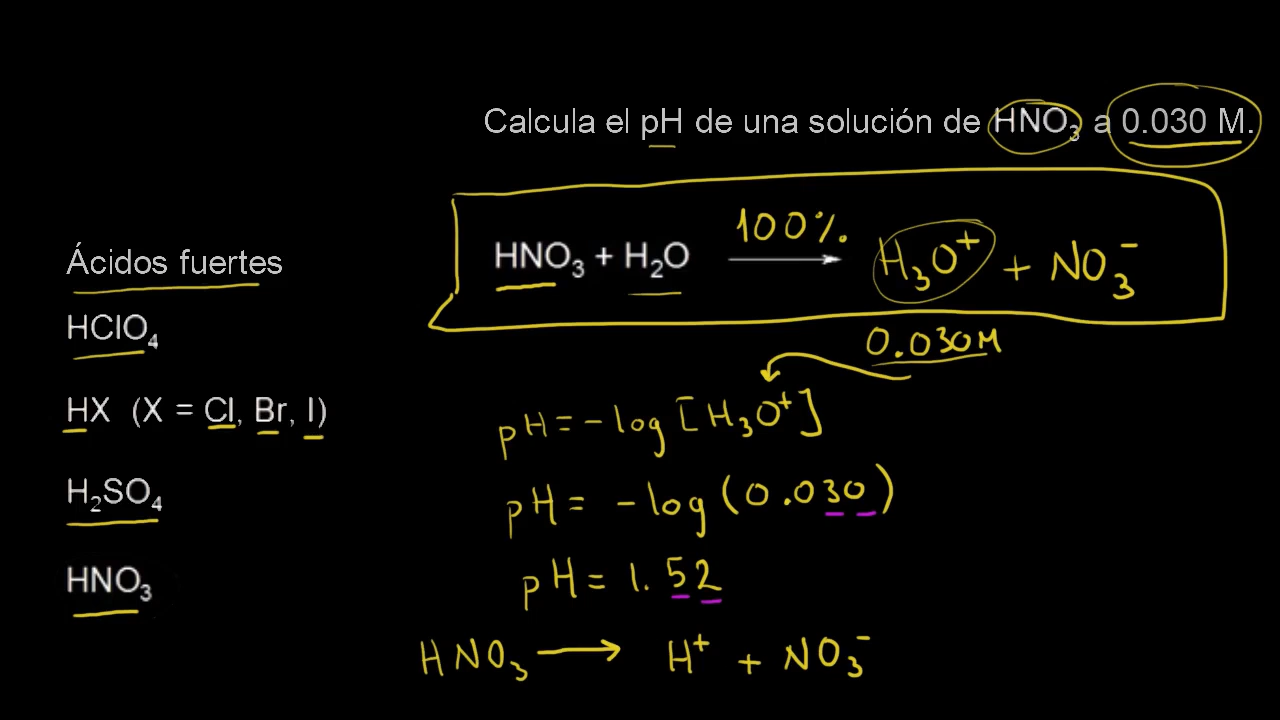 Calcula el pH de una solución de HNO₃ a 0.030 M.
HNO₃ + H₂O 100% → H₃O⁺ + NO₃⁻
0.030M
Ácidos fuertes
HClO₄
HX (X = Cl, Br, I)
H₂SO₄
HNO₃
pH = -log [H₃O⁺]
pH = -log (0.030)
pH = 1.52
HNO₃ → H⁺ + NO₃⁻